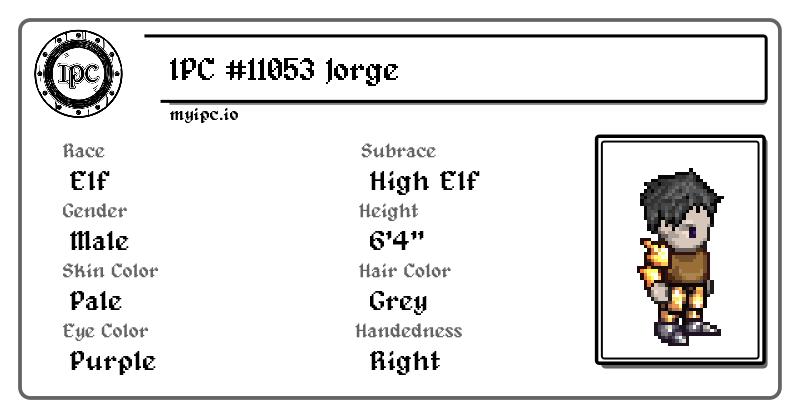 IPC
IPC #11053 Jorge
myipc.io
Race
Subrace
Elf
High Elf
Gender
Height
Male
6'4"
Skin Color
Hair Color
Pale
Grey
Eye Color
Handedness
Purple
Right